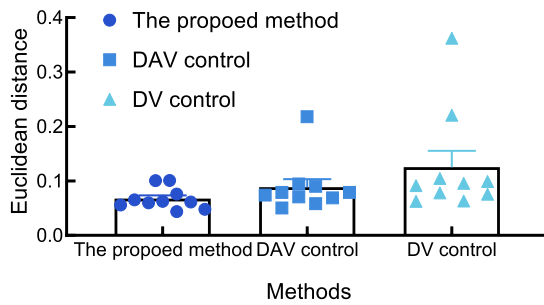 0.4
0.3
0.2
0.1
0.0
Euclidean distance
The propoed method
DAV control
DV control
The propoed method DAV control DV control
Methods